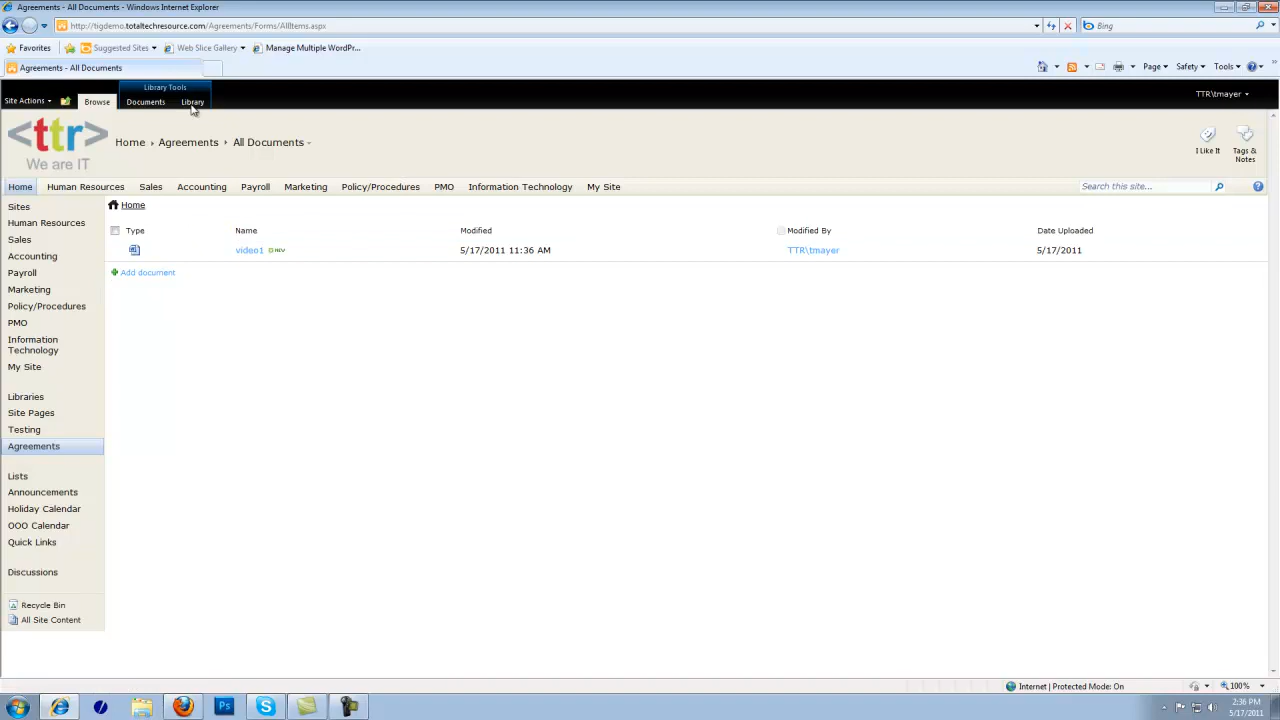 Agreements - All Documents - Windows Internet Explorer
http://tigdemo.totaltechresource.com/Agreements/Forms/AllItems.aspx
Bing
Favorites Suggested Sites Web Slice Gallery Manage Multiple WordPr...
Agreements - All Documents
Page Safety Tools
Library Tools
Site Actions Browse Documents Library
TTR\tmayer
<ttr>
We are IT
Home Agreements All Documents
I Like It
Tags & Notes
Home Human Resources Sales Accounting Payroll Marketing Policy/Procedures PMO Information Technology My Site
Search this site...
Sites
Human Resources
Sales
Accounting
Payroll
Marketing
Policy/Procedures
PMO
Information
Technology
My Site
Libraries
Site Pages
Testing
Agreements
Lists
Announcements
Holiday Calendar
OOO Calendar
Quick Links
Discussions
Recycle Bin
All Site Content
Home
Type Name Modified Modified By Date Uploaded
video1 NEW 5/17/2011 11:36 AM TTR\tmayer 5/17/2011
Add document
Internet | Protected Mode: On
100%
2:36 PM
5/17/2011